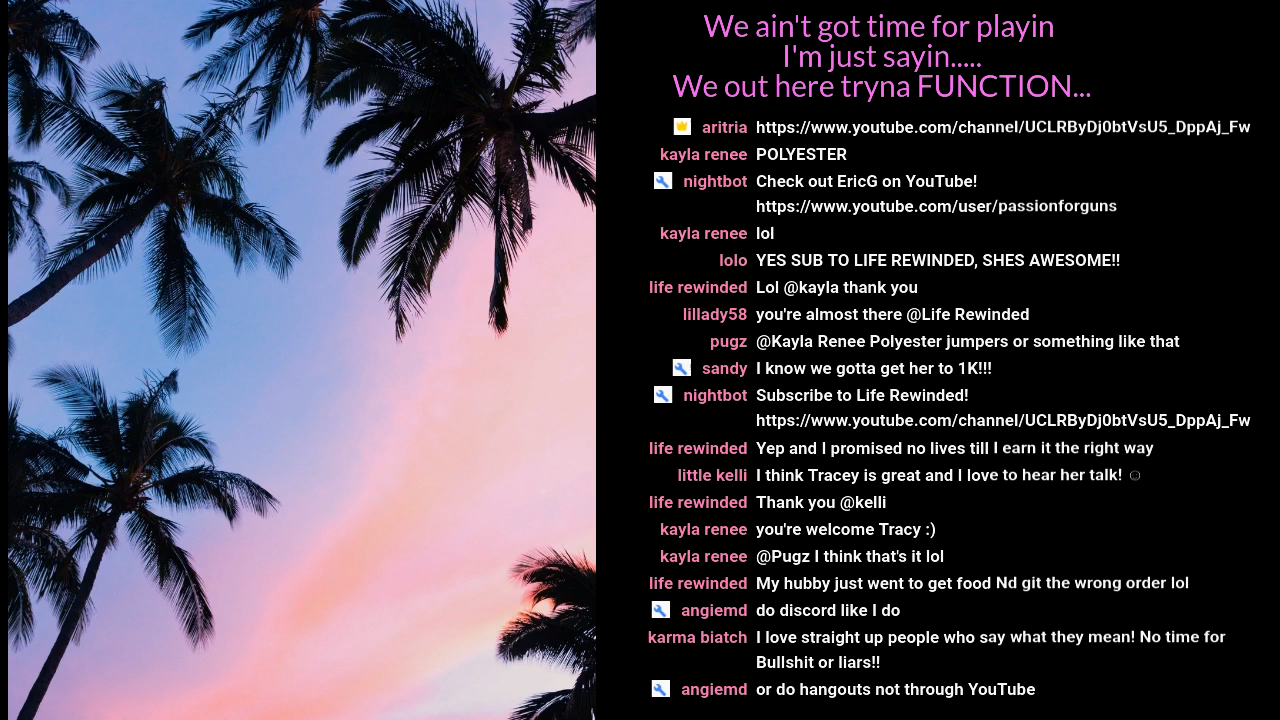 We ain't got time for playin
I'm just sayin.....
We out here tryna FUNCTION...
aritria https://www.youtube.com/channel/UCLRByDj0btVsU5_DppAj_Fw
kayla renee POLYESTER
nightbot Check out EricG on YouTube!
https://www.youtube.com/user/passionforguns
kayla renee lol
lolo YES SUB TO LIFE REWINDED, SHES AWESOME!!
life rewinded Lol @kayla thank you
lillady58 you're almost there @Life Rewinded
pugz @Kayla Renee Polyester jumpers or something like that
sandy I know we gotta get her to 1K!!!
nightbot Subscribe to Life Rewinded!
https://www.youtube.com/channel/UCLRByDj0btVsU5_DppAj_Fw
life rewinded Yep and I promised no lives till I earn it the right way
little kelli I think Tracey is great and I love to hear her talk! ☺
life rewinded Thank you @kelli
kayla renee you're welcome Tracy :)
kayla renee @Pugz I think that's it lol
life rewinded My hubby just went to get food Nd git the wrong order lol
angiemd do discord like I do
karma biatch I love straight up people who say what they mean! No time for
Bullshit or liars!!
angiemd or do hangouts not through YouTube